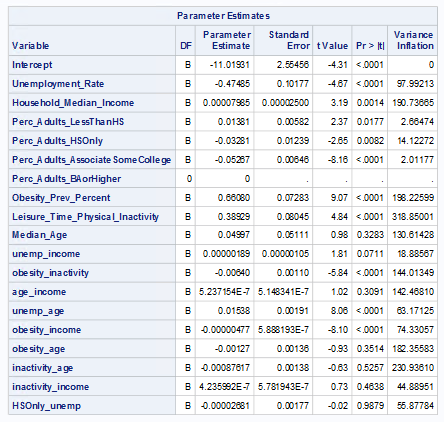 Parameter Estimates
Variable DF Parameter Estimate Standard Error t Value Pr > |t| Variance Inflation
Intercept B -11.01931 2.55456 -4.31 <.0001 0
Unemployment_Rate B -0.47485 0.10177 -4.67 <.0001 97.99213
Household_Median_Income B 0.00007985 0.00002500 3.19 0.0014 190.73665
Perc_Adults_LessThanHS B 0.01381 0.00582 2.37 0.0177 2.66474
Perc_Adults_HSOnly B -0.03281 0.01239 -2.65 0.0082 14.12272
Perc_Adults_AssociateSomeCollege B -0.05267 0.00646 -8.16 <.0001 2.01177
Perc_Adults_BAorHigher 0 0 . . . .
Obesity_Prev_Percent B 0.66080 0.07283 9.07 <.0001 198.22599
Leisure_Time_Physical_Inactivity B 0.38929 0.08045 4.84 <.0001 318.85001
Median_Age B 0.04997 0.05111 0.98 0.3283 130.61428
unemp_income B 0.00000189 0.00000105 1.81 0.0711 18.88567
obesity_inactivity B -0.00640 0.00110 -5.84 <.0001 144.01349
age_income B 5.237154E-7 5.148341E-7 1.02 0.3091 142.46810
unemp_age B 0.01538 0.00191 8.06 <.0001 63.17125
obesity_income B -0.00000477 5.888193E-7 -8.10 <.0001 74.33057
obesity_age B -0.00127 0.00136 -0.93 0.3514 182.35583
inactivity_age B -0.00087617 0.00138 -0.63 0.5257 230.93610
inactivity_income B 4.235992E-7 5.781943E-7 0.73 0.4638 44.88951
HSOnly_unemp B -0.00002681 0.00177 -0.02 0.9879 55.87784